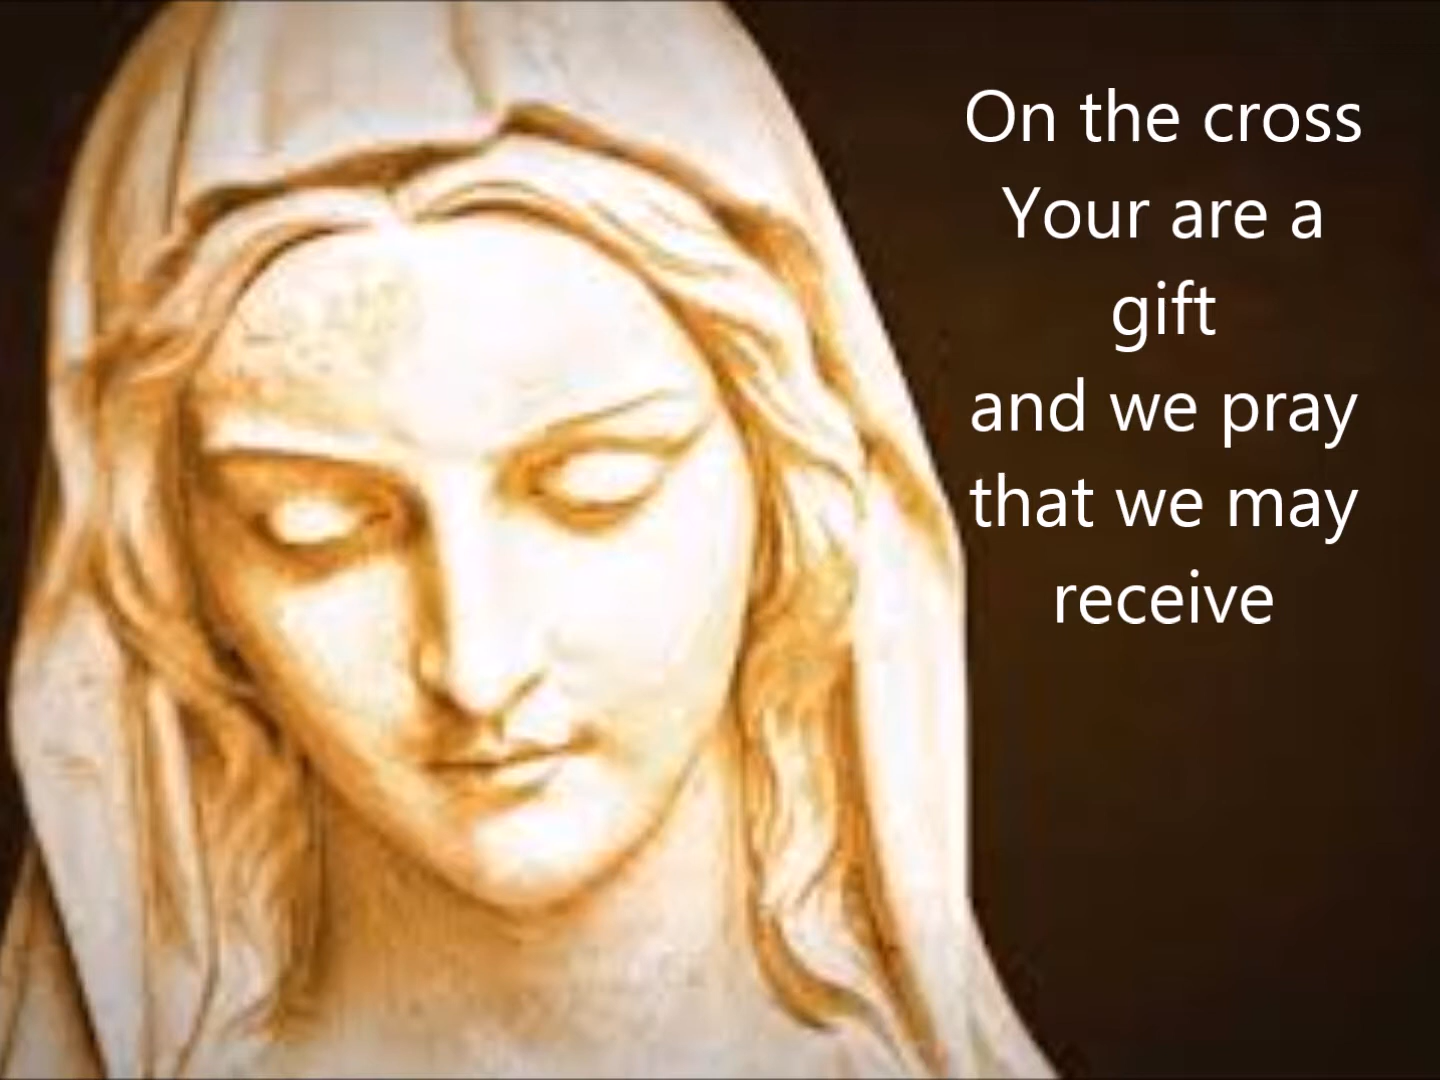 On the cross
Your are a
gift
and we pray
that we may
receive